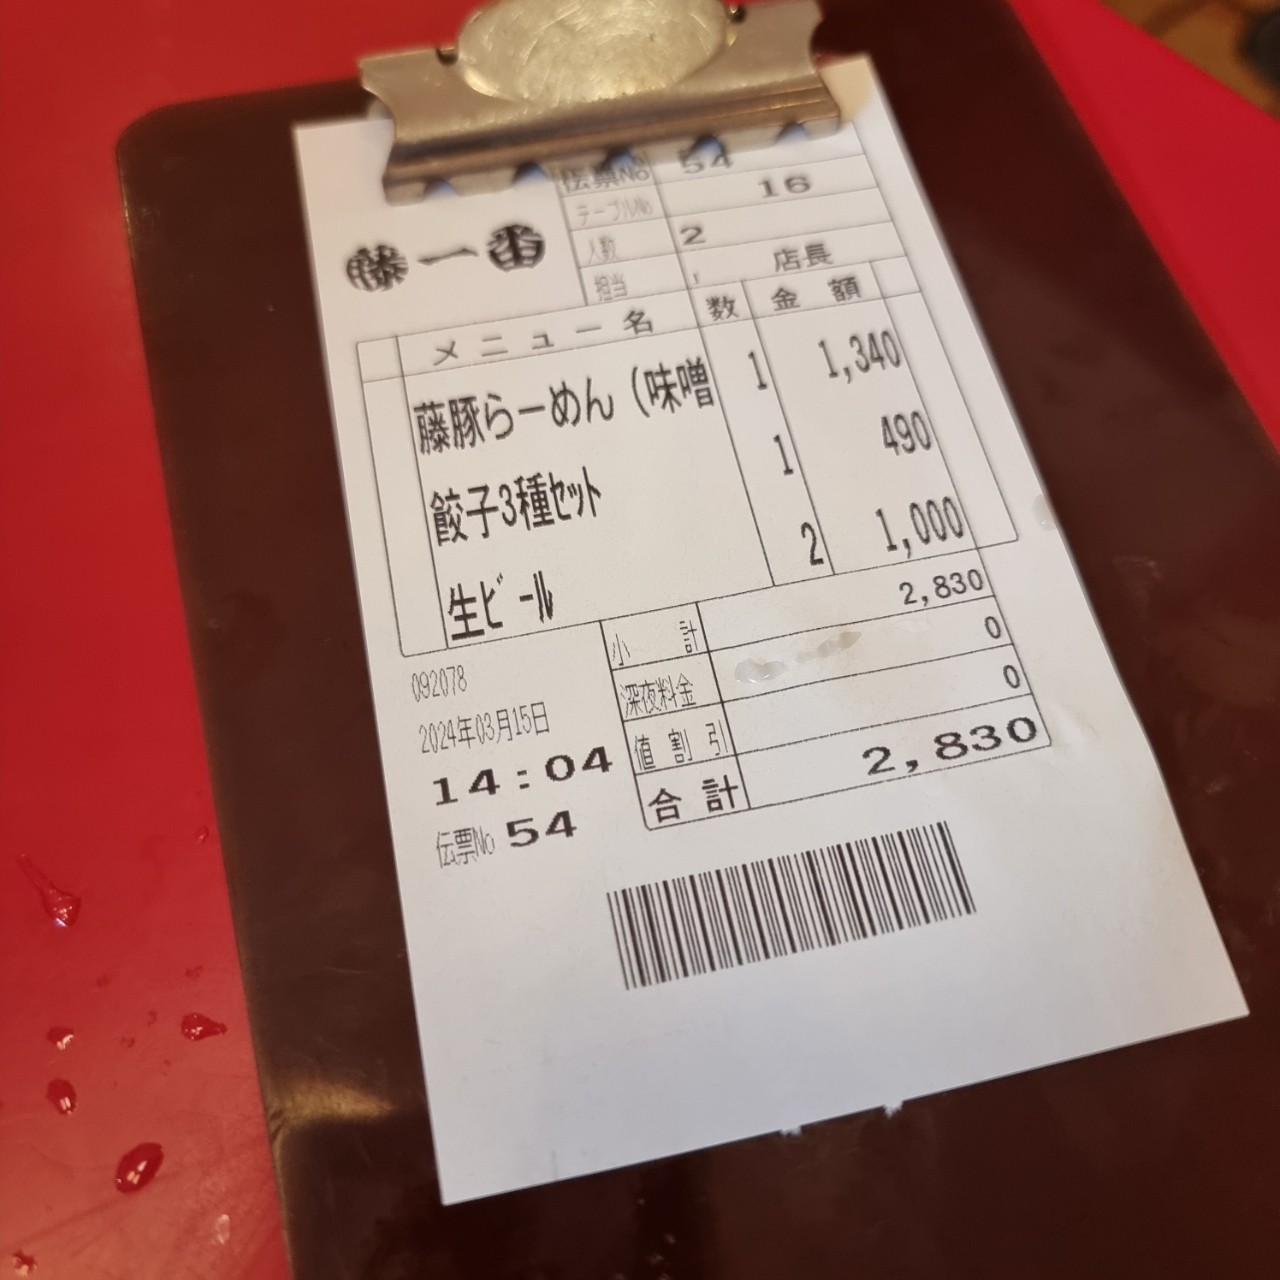 伝票No 54
テーブルNo 16
藤一番
人数 2
担当 店長
メニュー名 数 金額
藤豚らーめん（味噌 1 1,340
餃子3種ｾｯﾄ 1 490
生ﾋﾞｰﾙ 2 1,000
小計 2,830
深夜料金 0
値割引 0
合計 2,830
092078
2024年03月15日
14:04
伝票No 54